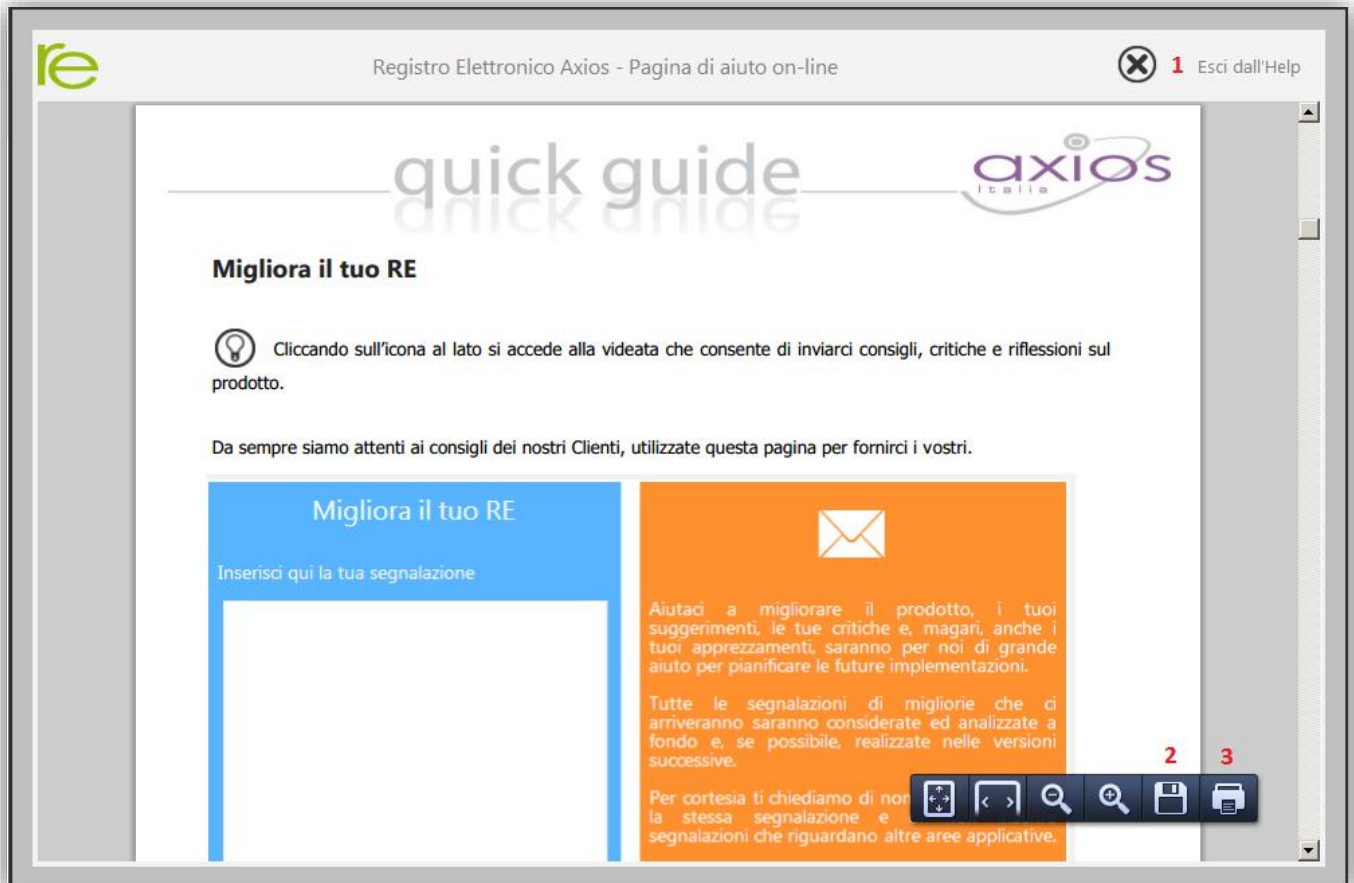 re
Registro Elettronico Axios - Pagina di aiuto on-line
1 Esci dall'Help
quick guide
axios
Italia
Migliora il tuo RE
Cliccando sull'icona al lato si accede alla videata che consente di inviarci consigli, critiche e riflessioni sul
prodotto.
Da sempre siamo attenti ai consigli dei nostri Clienti, utilizzate questa pagina per fornirci i vostri.
Migliora il tuo RE
Inserisci qui la tua segnalazione
Aiutaci a migliorare il prodotto, i tuoi
suggerimenti, le tue critiche e, magari, anche i
tuoi apprezzamenti, saranno per noi di grande
aiuto per pianificare le future implementazioni.
Tutte le segnalazioni di migliorie che ci
arriveranno saranno considerate ed analizzate a
fondo e, se possibile, realizzate nelle versioni
successive.
2 3
Per cortesia ti chiediamo di non
la stessa segnalazione e
segnalazioni che riguardano altre aree applicative.